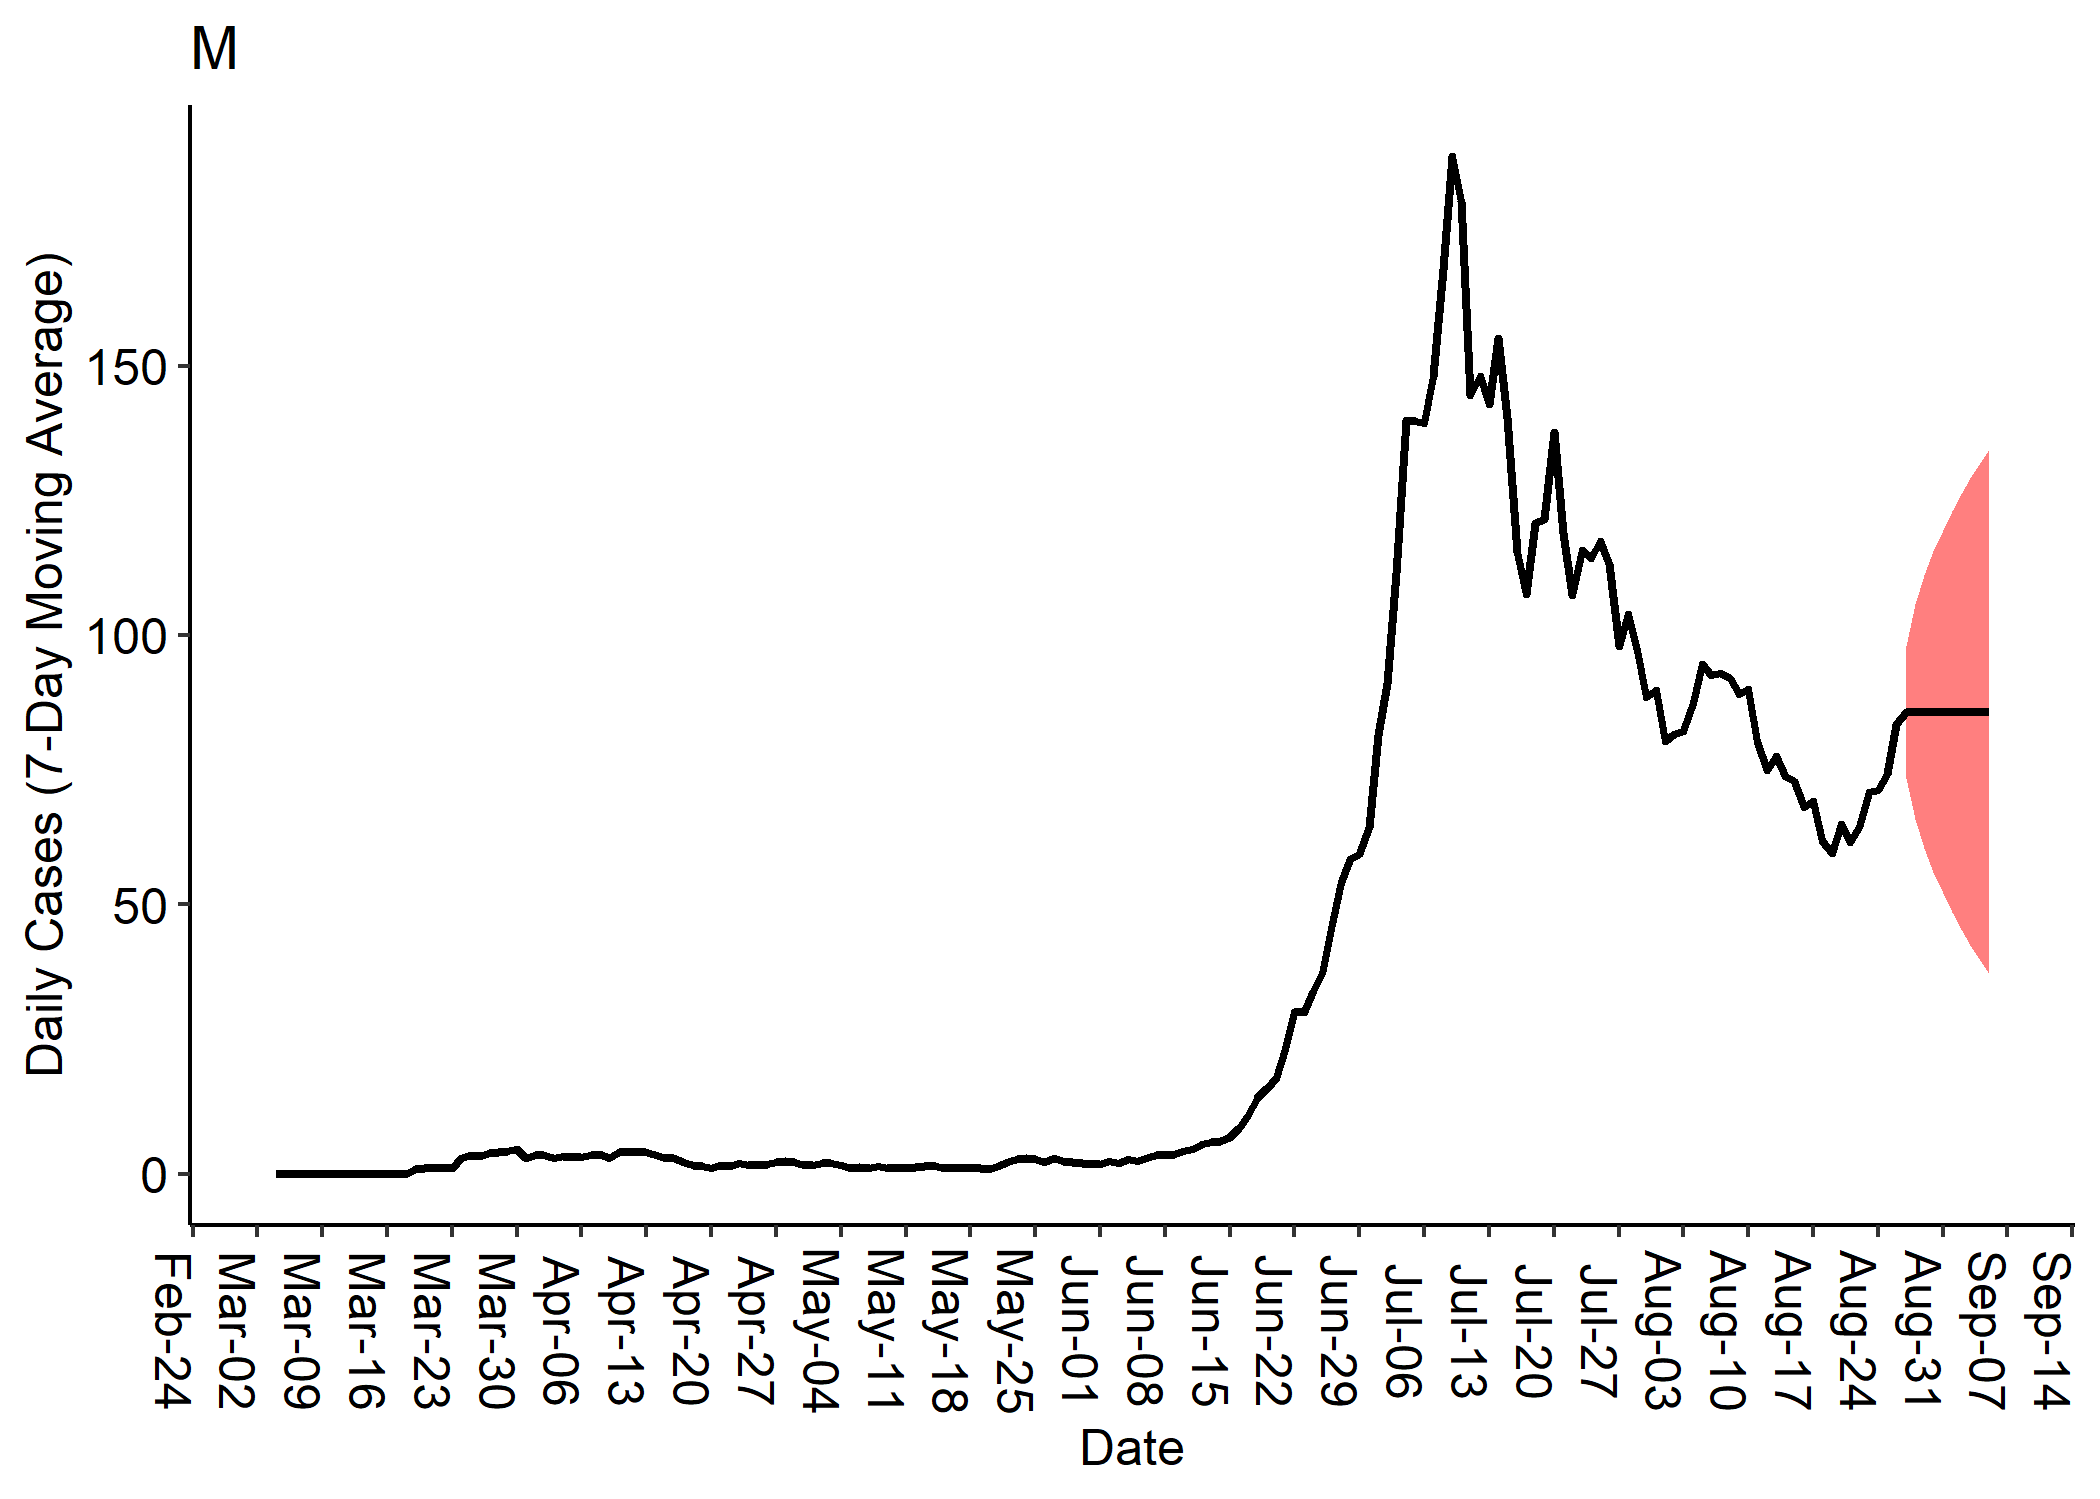 M
Daily Cases (7-Day Moving Average)
150
100
50
0
Feb-24
Mar-02
Mar-09
Mar-16
Mar-23
Mar-30
Apr-06
Apr-13
Apr-20
Apr-27
May-04
May-11
May-18
May-25
Jun-01
Jun-08
Jun-15
Jun-22
Jun-29
Jul-06
Jul-13
Jul-20
Jul-27
Aug-03
Aug-10
Aug-17
Aug-24
Aug-31
Sep-07
Sep-14
Date